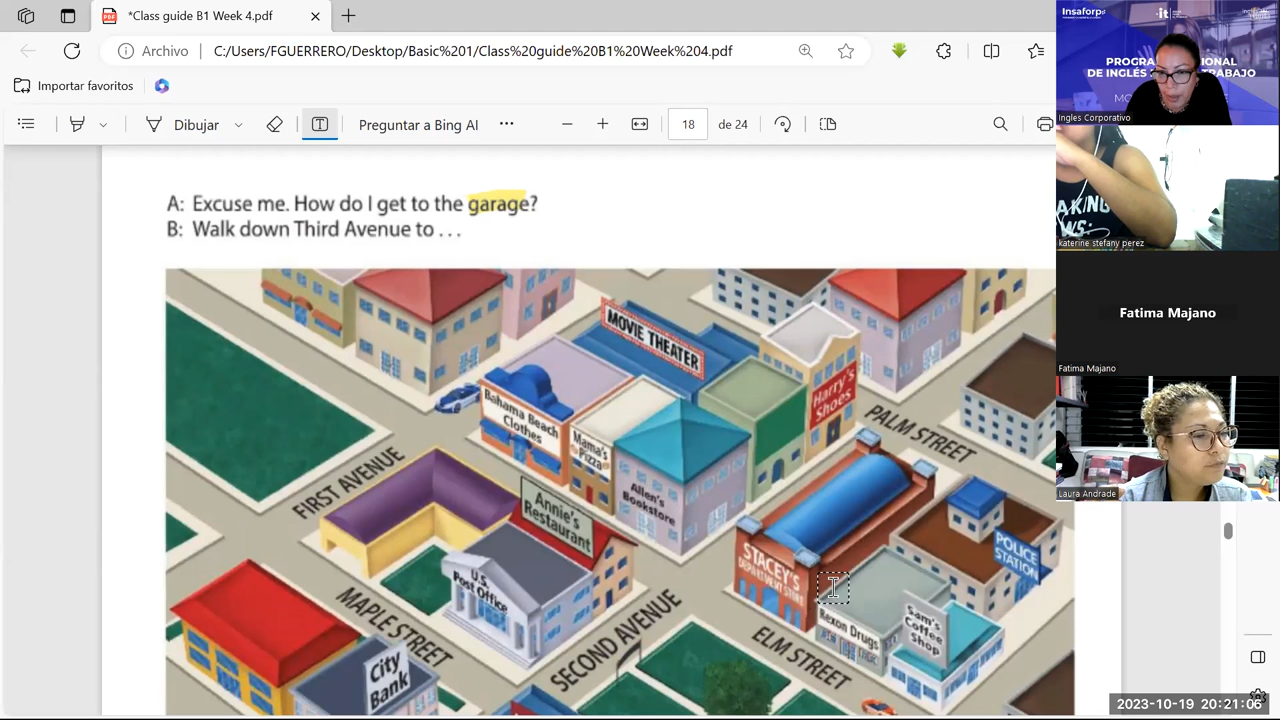 *Class guide B1 Week 4.pdf
Archivo
C:/Users/FGUERRERO/Desktop/Basic%201/Class%20guide%20B1%20Week%204.pdf
Importar favoritos
Dibujar
Preguntar a Bing AI
18
de 24
A: Excuse me. How do I get to the garage?
B: Walk down Third Avenue to . . .
MOVIE THEATER
Bahama Beach
Clothes
Mama's
Pizza
Allen's
Bookstore
Harry's
Shoes
PALM STREET
FIRST AVENUE
Annie's
Restaurant
U.S.
Post Office
STACEY'S
DEPARTMENT STORE
POLICE
STATION
Rexon Drugs
Sam's
Coffee
Shop
MAPLE STREET
SECOND AVENUE
ELM STREET
City
Bank
Insaforp
Ingles Corporativo
katerine stefany perez
Fatima Majano
Fatima Majano
Laura Andrade
2023-10-19 20:21:06